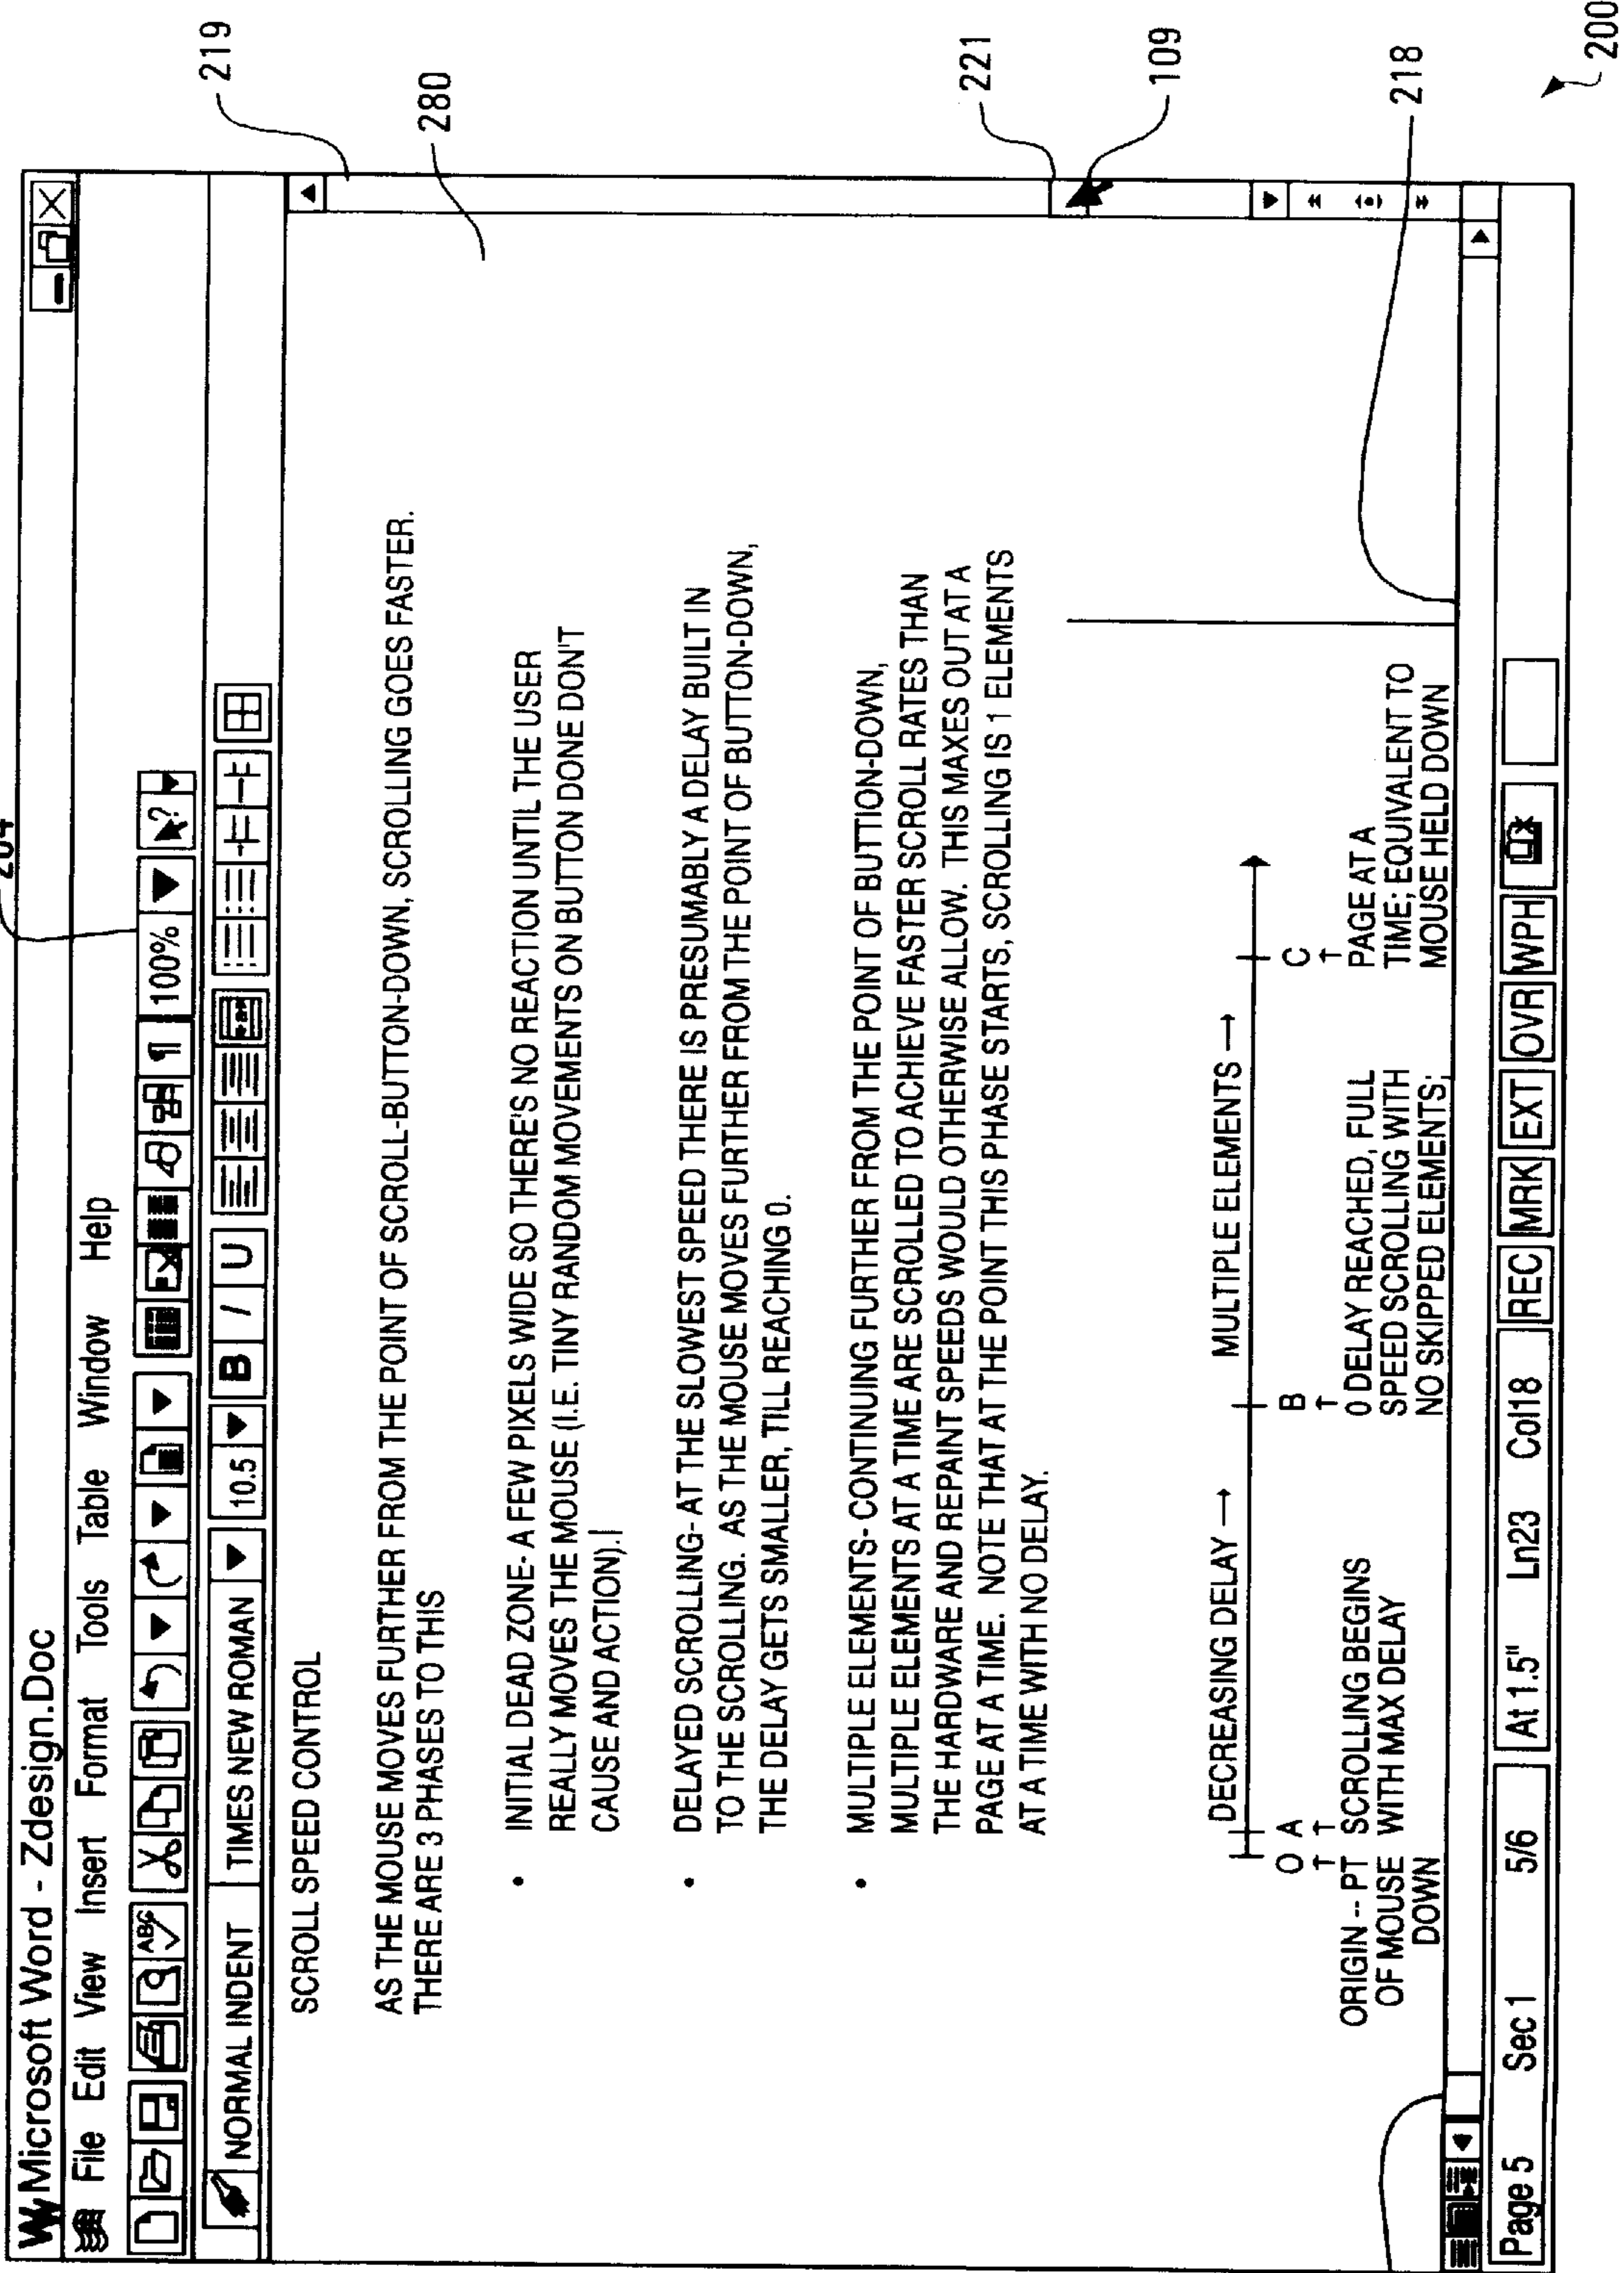 204
Microsoft Word - Zdesign.Doc
File Edit View Insert Format Tools Table Window Help
ABC 100% ?
NORMAL INDENT TIMES NEW ROMAN 10.5 B I U
219
280
221
109
218
200
SCROLL SPEED CONTROL
AS THE MOUSE MOVES FURTHER FROM THE POINT OF SCROLL-BUTTON-DOWN, SCROLLING GOES FASTER.
THERE ARE 3 PHASES TO THIS
• INITIAL DEAD ZONE- A FEW PIXELS WIDE SO THERE'S NO REACTION UNTIL THE USER
REALLY MOVES THE MOUSE (I.E. TINY RANDOM MOVEMENTS ON BUTTON DONE DON'T
CAUSE AND ACTION).
• DELAYED SCROLLING- AT THE SLOWEST SPEED THERE IS PRESUMABLY A DELAY BUILT IN
TO THE SCROLLING. AS THE MOUSE MOVES FURTHER FROM THE POINT OF BUTTON-DOWN,
THE DELAY GETS SMALLER, TILL REACHING 0.
• MULTIPLE ELEMENTS- CONTINUING FURTHER FROM THE POINT OF BUTTION-DOWN,
MULTIPLE ELEMENTS AT A TIME ARE SCROLLED TO ACHIEVE FASTER SCROLL RATES THAN
THE HARDWARE AND REPAINT SPEEDS WOULD OTHERWISE ALLOW. THIS MAXES OUT AT A
PAGE AT A TIME. NOTE THAT AT THE POINT THIS PHASE STARTS, SCROLLING IS 1 ELEMENTS
AT A TIME WITH NO DELAY.
DECREASING DELAY → MULTIPLE ELEMENTS →
O A B C
↑ ↑ ↑ ↑
ORIGIN -- PT
OF MOUSE
DOWN
SCROLLING BEGINS
WITH MAX DELAY
0 DELAY REACHED, FULL
SPEED SCROLLING WITH
NO SKIPPED ELEMENTS;
PAGE AT A
TIME; EQUIVALENT TO
MOUSE HELD DOWN
Page 5 Sec 1 5/6 At 1.5" Ln23 Col18 REC MRK EXT OVR WPH